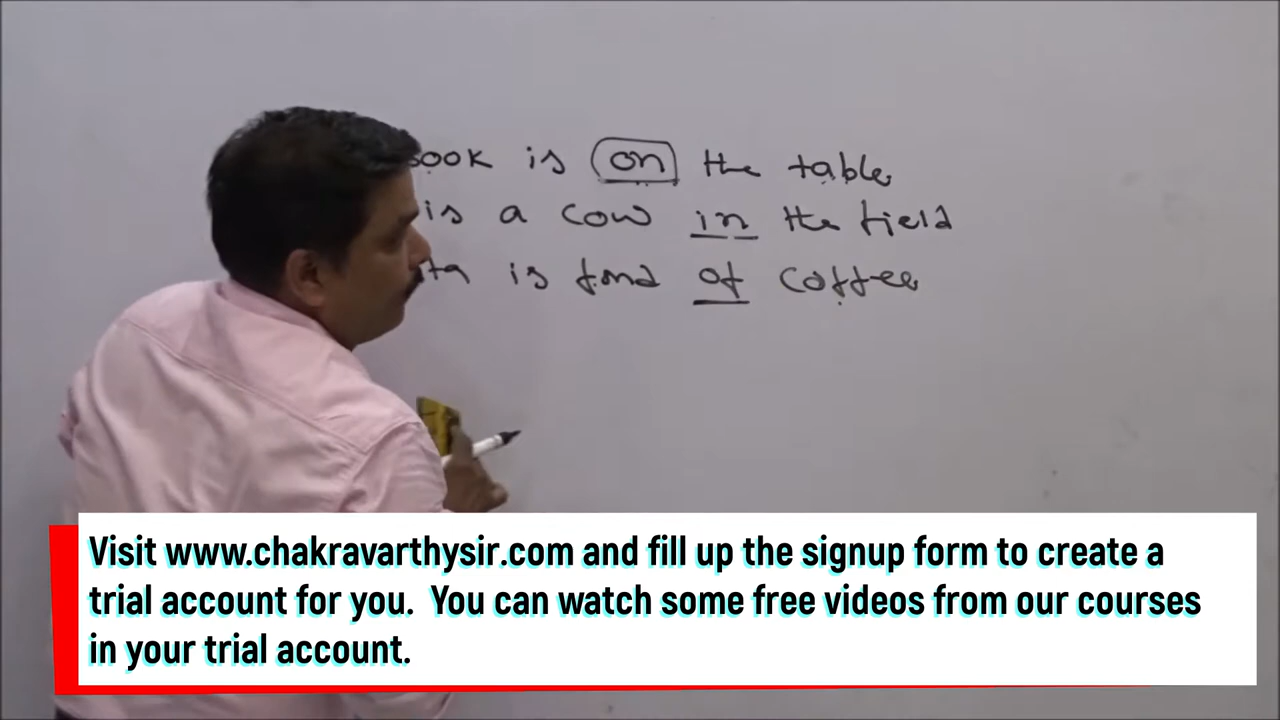 book is on the table
is a cow in the field
ta is fond of coffee
Visit www.chakravarthysir.com and fill up the signup form to create a
trial account for you. You can watch some free videos from our courses
in your trial account.